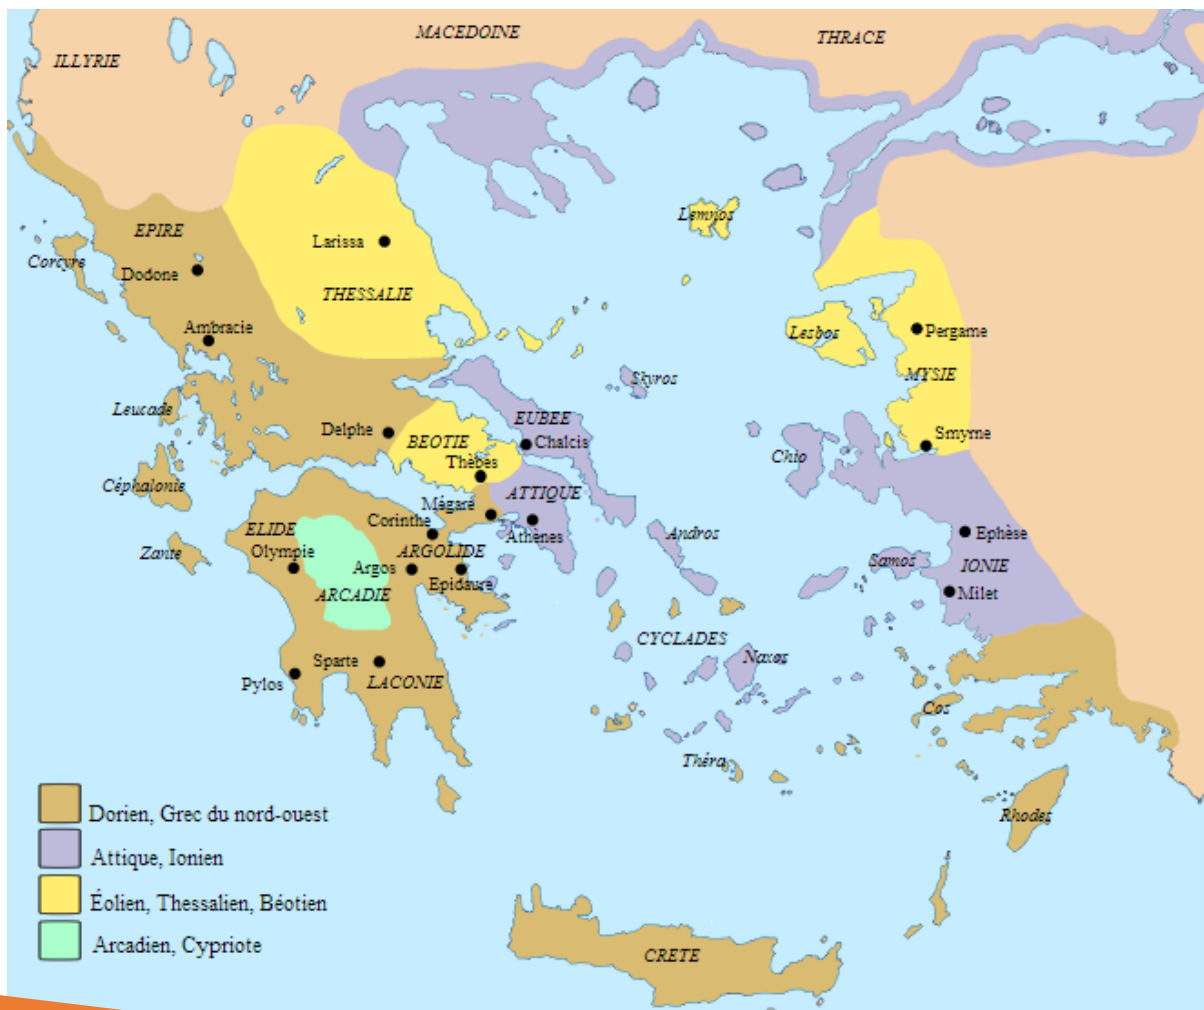 MACEDOINE
THRACE
ILLYRIE
Lemnos
EPIRE
Larissa
Corcyre
Dodone
THESSALIE
Ambracie
Lesbos
Pergame
MYSIE
Skyros
Leucade
EUBEE
Delphe
BEOTIE
Chalcis
Smyrne
Chio
Thèbes
Céphalonie
ATTIQUE
Mégare
ELIDE
Corinthe
Athènes
Andros
Ephèse
Zante
Olympie
ARGOLIDE
Samos
IONIE
Argos
Epidaure
ARCADIE
Milet
CYCLADES
Sparte
Naxos
Pylos
LACONIE
Cos
Théra
Rhodes
Dorien, Grec du nord-ouest
Attique, Ionien
Éolien, Thessalien, Béotien
Arcadien, Cypriote
CRETE